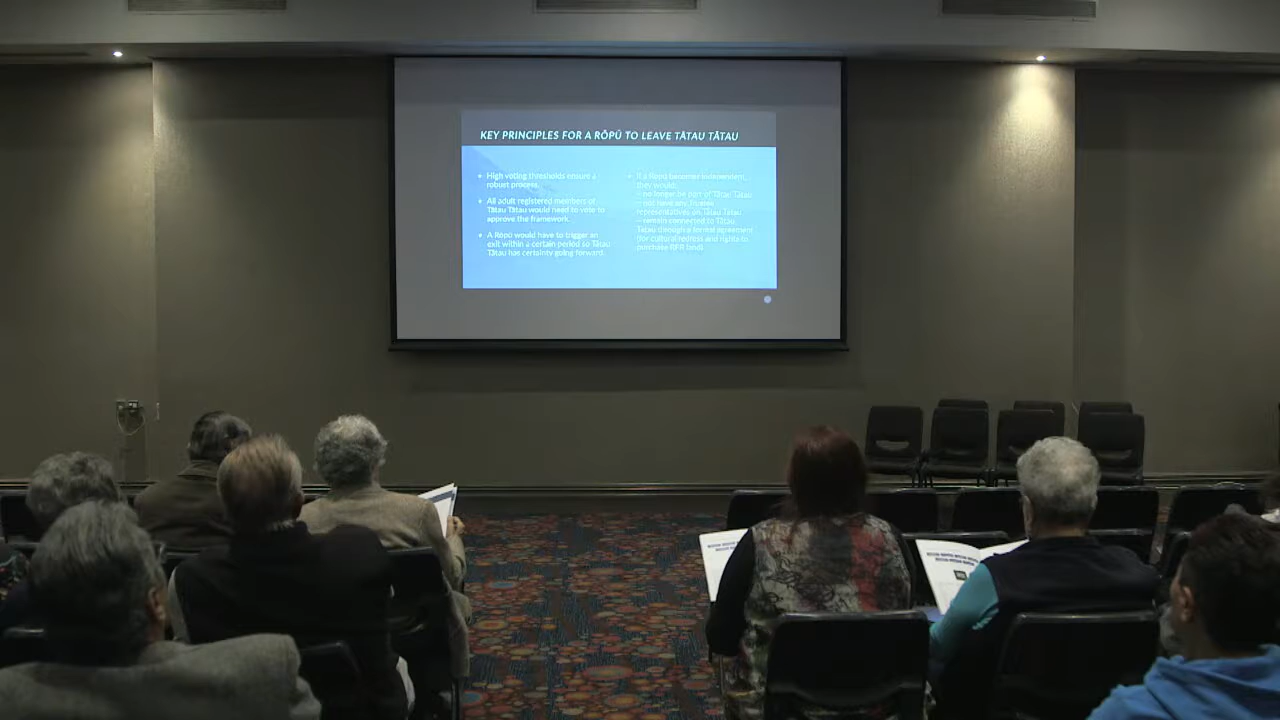 KEY PRINCIPLES FOR A RŌPŪ TO LEAVE TĀTAU TĀTAU
• High voting thresholds ensure a
robust process.
• All adult registered members of
Tātau Tātau would need to vote to
approve the framework.
• A Rōpū would have to trigger an
exit within a certain period so Tātau
Tātau has certainty going forward.
• If a Rōpū becomes independent,
they would:
– no longer be part of Tātau Tātau
– not have any
representatives on Tātau Tātau
– remain connected to Tātau
Tātau through a formal agreement
(for cultural redress and rights to
purchase RFR land)